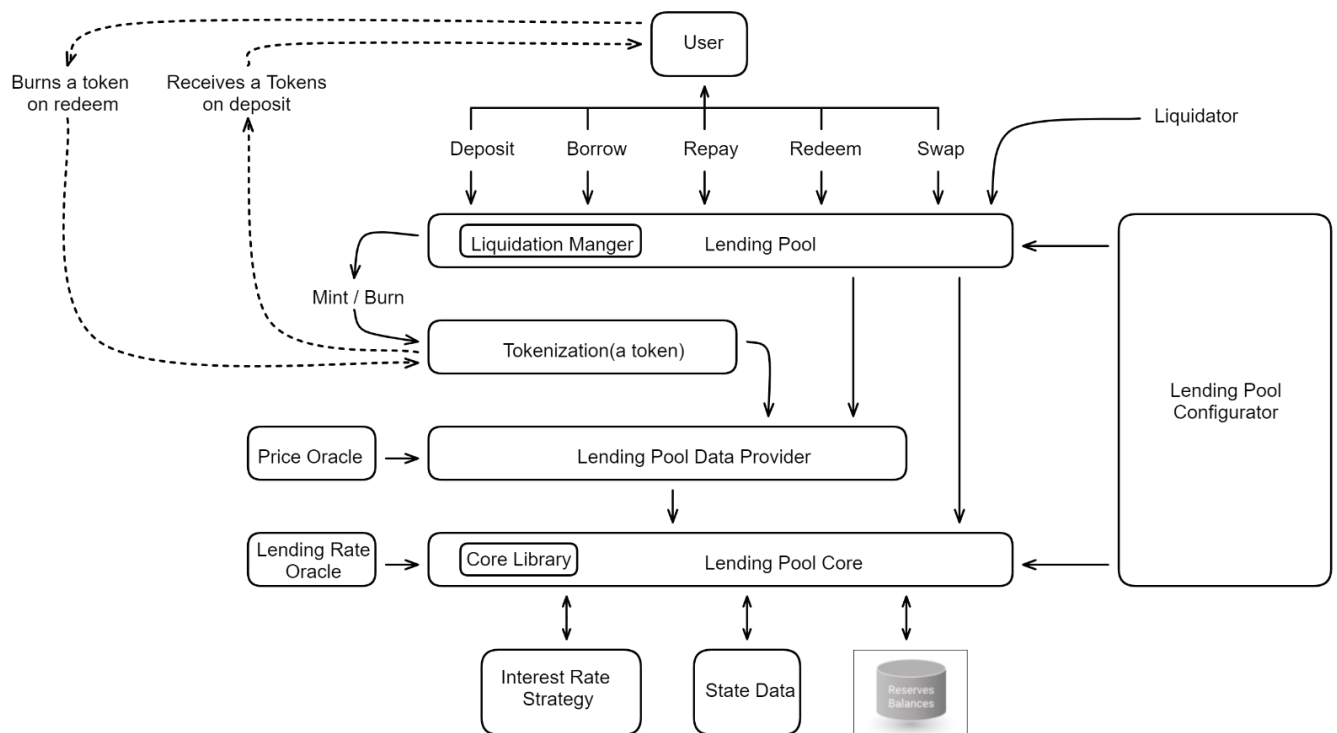 User
Burns a token
on redeem
Receives a Tokens
on deposit
Liquidator
Deposit
Borrow
Repay
Redeem
Swap
Liquidation Manger
Lending Pool
Mint / Burn
Tokenization(a token)
Lending Pool
Configurator
Price Oracle
Lending Pool Data Provider
Lending Rate
Oracle
Core Library
Lending Pool Core
Interest Rate
Strategy
State Data
Reserves
Balances